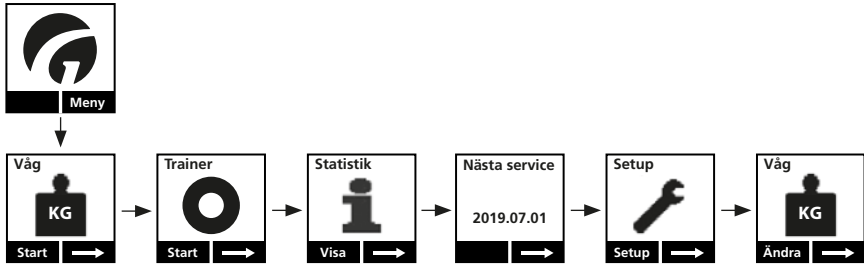 Meny
Våg
KG
Start
Trainer
Start
Statistik
Visa
Nästa service
2019.07.01
Setup
Setup
Våg
KG
Ändra